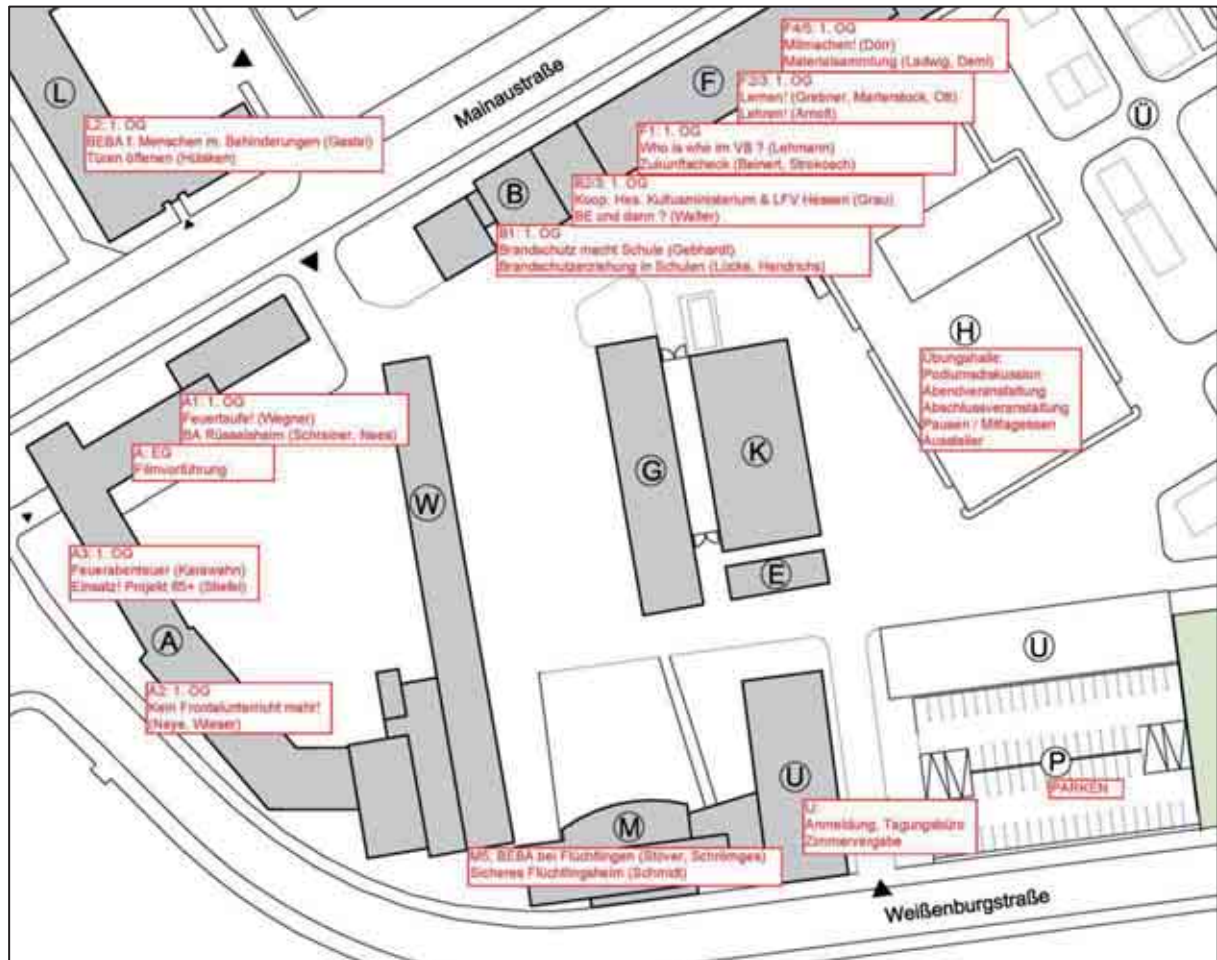 F4/5: 1. OG
Mitmachen! (Dörr)
Materialsammlung (Ladwig, Deml)
L
F
F2/3: 1. OG
Lernen! (Grebner, Marterstock, Ott)
Lehren! (Arnolt)
Mainaustraße
Ü
L2: 1. OG
BEBA f. Menschen m. Behinderungen (Gastel)
Türen öffenen (Hülsken)
F1: 1. OG
Who is who im VB ? (Lehmann)
Zukunftscheck (Beinert, Strokosch)
B
B2/3: 1. OG
Koop. Hes. Kultusministerium & LFV Hessen (Grau)
BE und dann ? (Walter)
B1: 1. OG
Brandschutz macht Schule (Gebhardt)
Brandschutzerziehung in Schulen (Lücke, Hendrichs)
H
Übungshalle:
Podiumsdiskussion
Abendveranstaltung
Abschlussveranstaltung
Pausen / Mittagessen
Aussteller
A1: 1. OG
Feuertaufe! (Wegner)
BA Rüsselsheim (Schreiner, Nees)
A: EG
Filmvorführung
G
K
W
A3: 1. OG
Feuerabenteuer (Karawahn)
Einsatz! Projekt 65+ (Stiefel)
E
A
U
A2: 1. OG
Kein Frontalunterricht mehr!
(Neye, Wieser)
P
PARKEN
U
U:
Anmeldung, Tagungsbüro
Zimmervergabe
M
M5, BEBA bei Flüchtlingen (Stöver, Schrömges)
Sicheres Flüchtlingsheim (Schmidt)
Weißenburgstraße